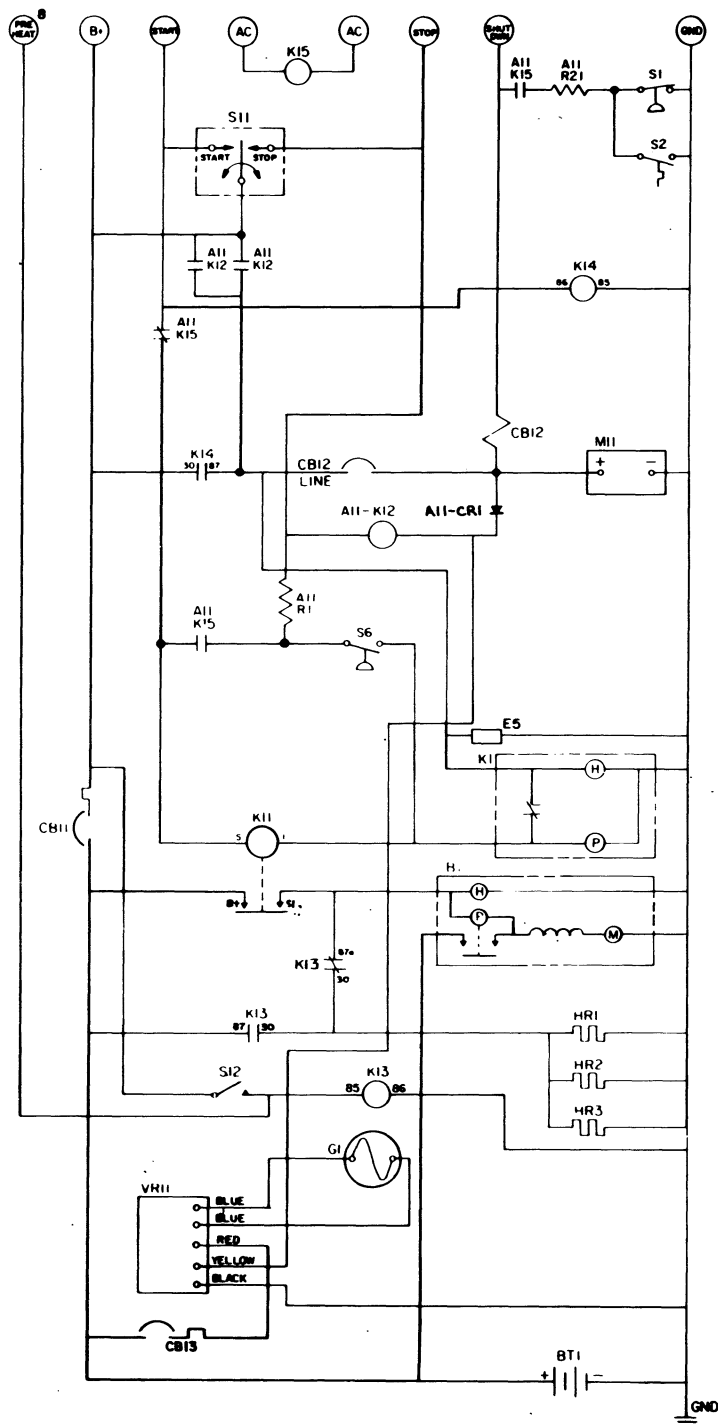 8
PRE HEAT
B+
START
AC
AC
STOP
SHUT DWN
GND
K15
A11
K15
A11
R21
S1
S2
S11
START
STOP
A11
K12
A11
K12
K14
86
85
A11
K15
CB12
M11
+
-
K14
30
87
CB12
LINE
A11-K12
A11-CR1
A11
R1
A11
K15
S6
E5
K1
H
P
CB11
K11
S
I
B+
B1
H
P
M
K13
87a
30
K13
87
30
HR1
HR2
HR3
S12
K13
85
86
G1
VR11
BLUE
BLUE
RED
YELLOW
BLACK
CB13
BT1
+
-
GND